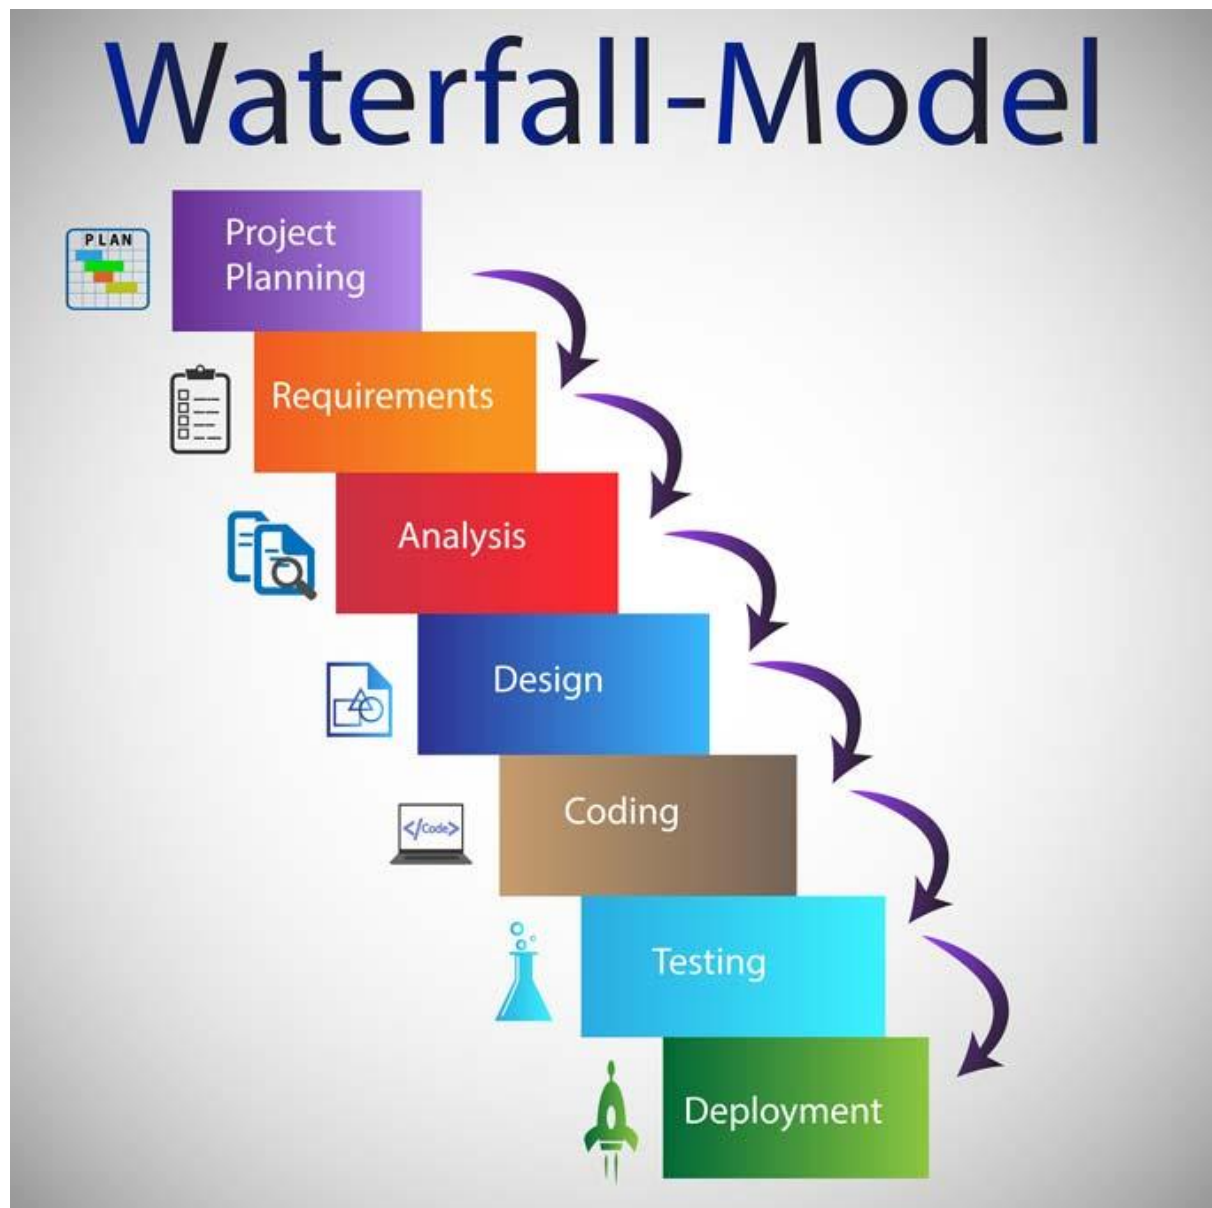 Waterfall-Model
PLAN
Project
Planning
Requirements
Analysis
Design
</Code>
Coding
Testing
Deployment